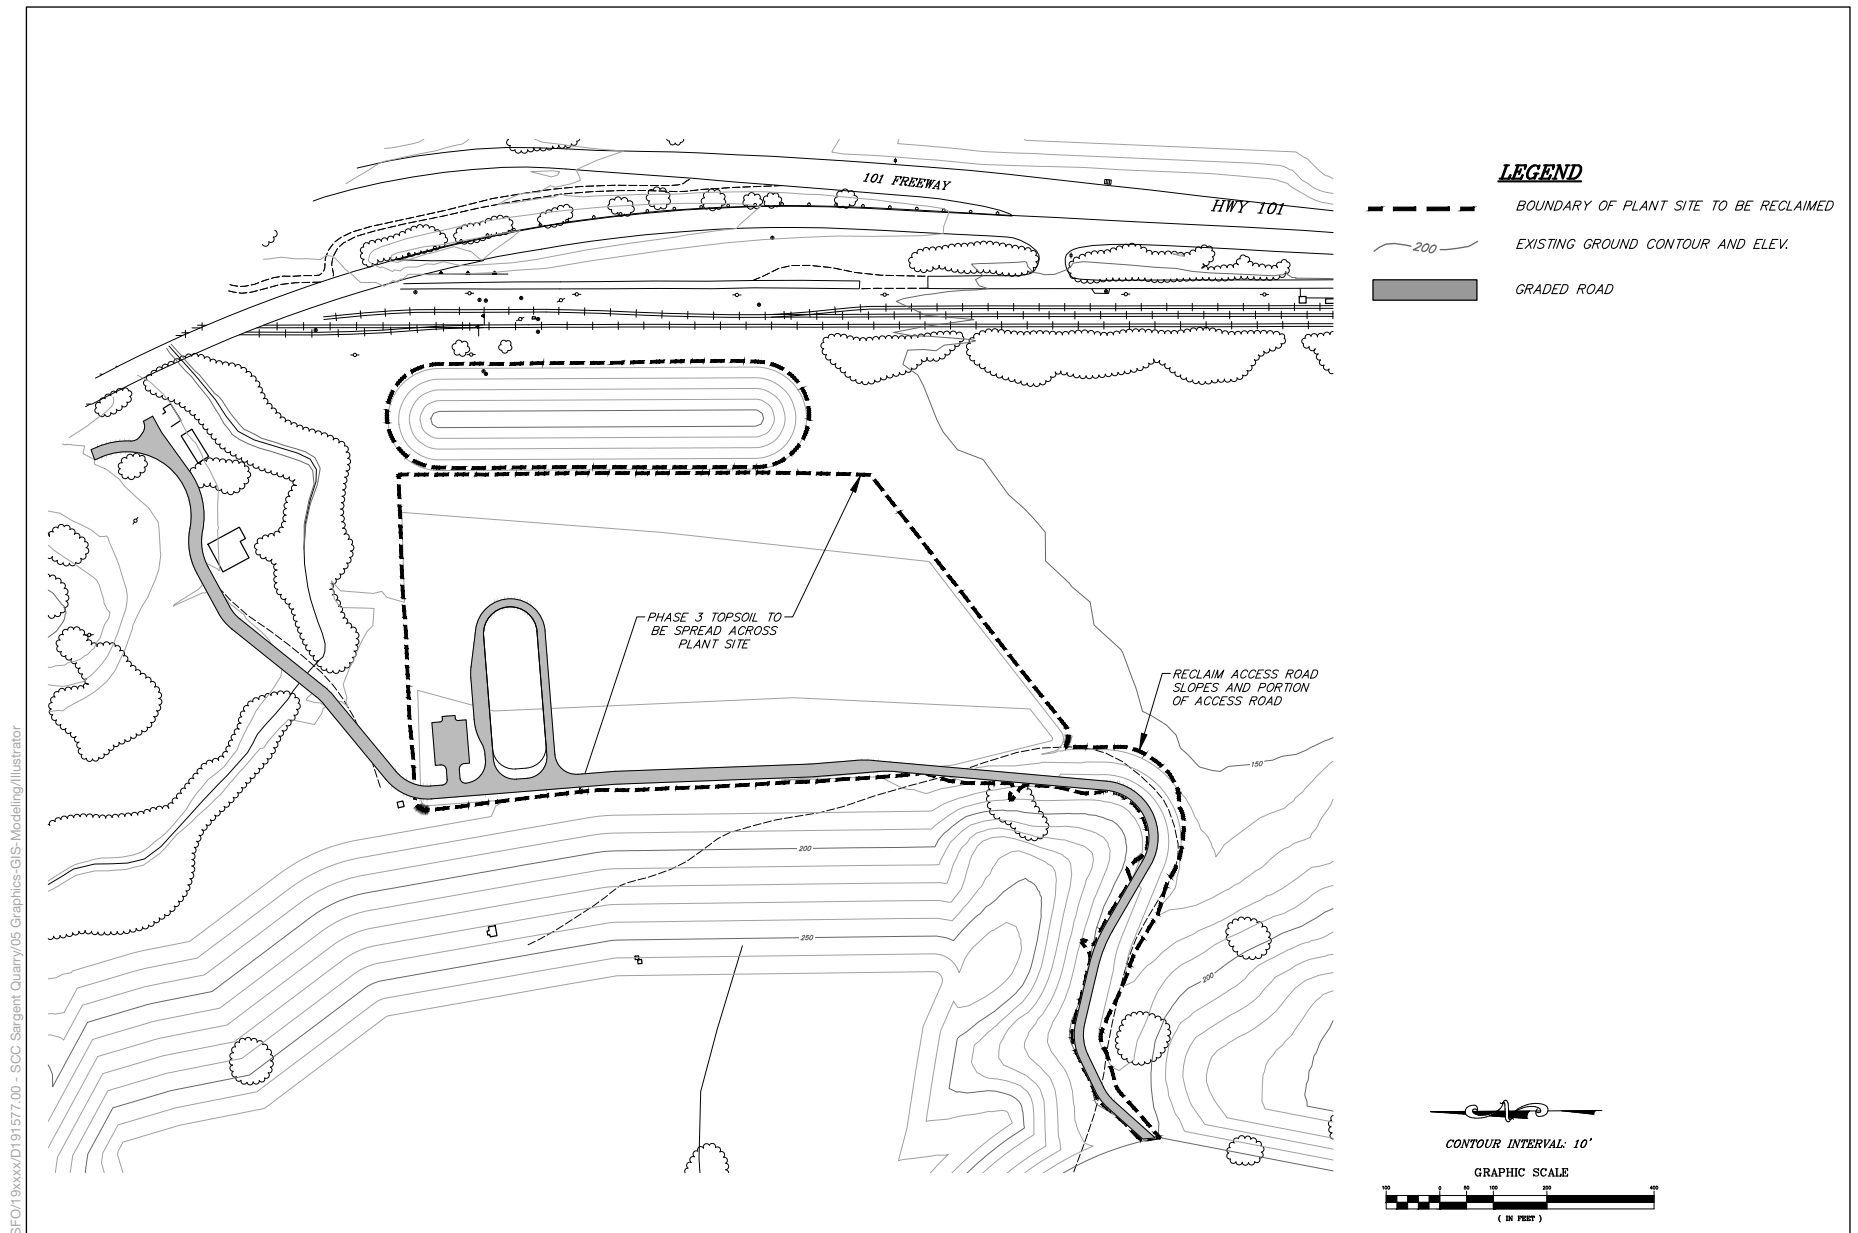 101 FREEWAY
HWY 101
LEGEND
BOUNDARY OF PLANT SITE TO BE RECLAIMED
200
EXISTING GROUND CONTOUR AND ELEV.
GRADED ROAD
PHASE 3 TOPSOIL TO
BE SPREAD ACROSS
PLANT SITE
RECLAIM ACCESS ROAD
SLOPES AND PORTION
OF ACCESS ROAD
150
200
250
200
CONTOUR INTERVAL: 10'
GRAPHIC SCALE
100 0 50 100 200 400
( IN FEET )
SFO/19xxxx/D191577.00 - SCC Sargent Quarry/05 Graphics-GIS-Modeling/Illustrator